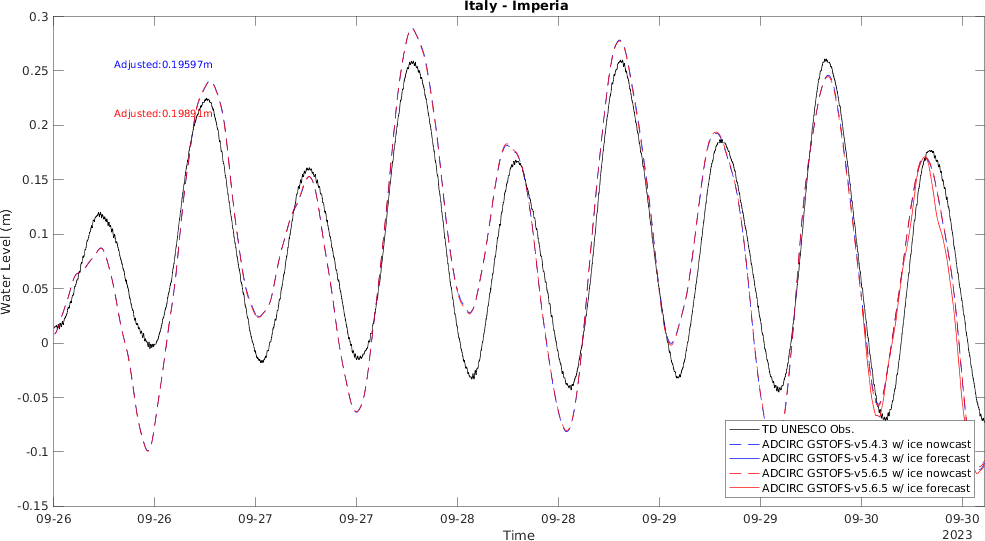 Italy - Imperia
0.3
0.25
0.2
0.15
0.1
0.05
0
-0.05
-0.1
-0.15
Water Level (m)
Adjusted:0.19597m
Adjusted:0.19891m
TD UNESCO Obs.
ADCIRC GSTOFS-v5.4.3 w/ ice nowcast
ADCIRC GSTOFS-v5.4.3 w/ ice forecast
ADCIRC GSTOFS-v5.6.5 w/ ice nowcast
ADCIRC GSTOFS-v5.6.5 w/ ice forecast
09-26 09-26 09-27 09-27 09-28 09-28 09-29 09-29 09-30 09-30
2023
Time